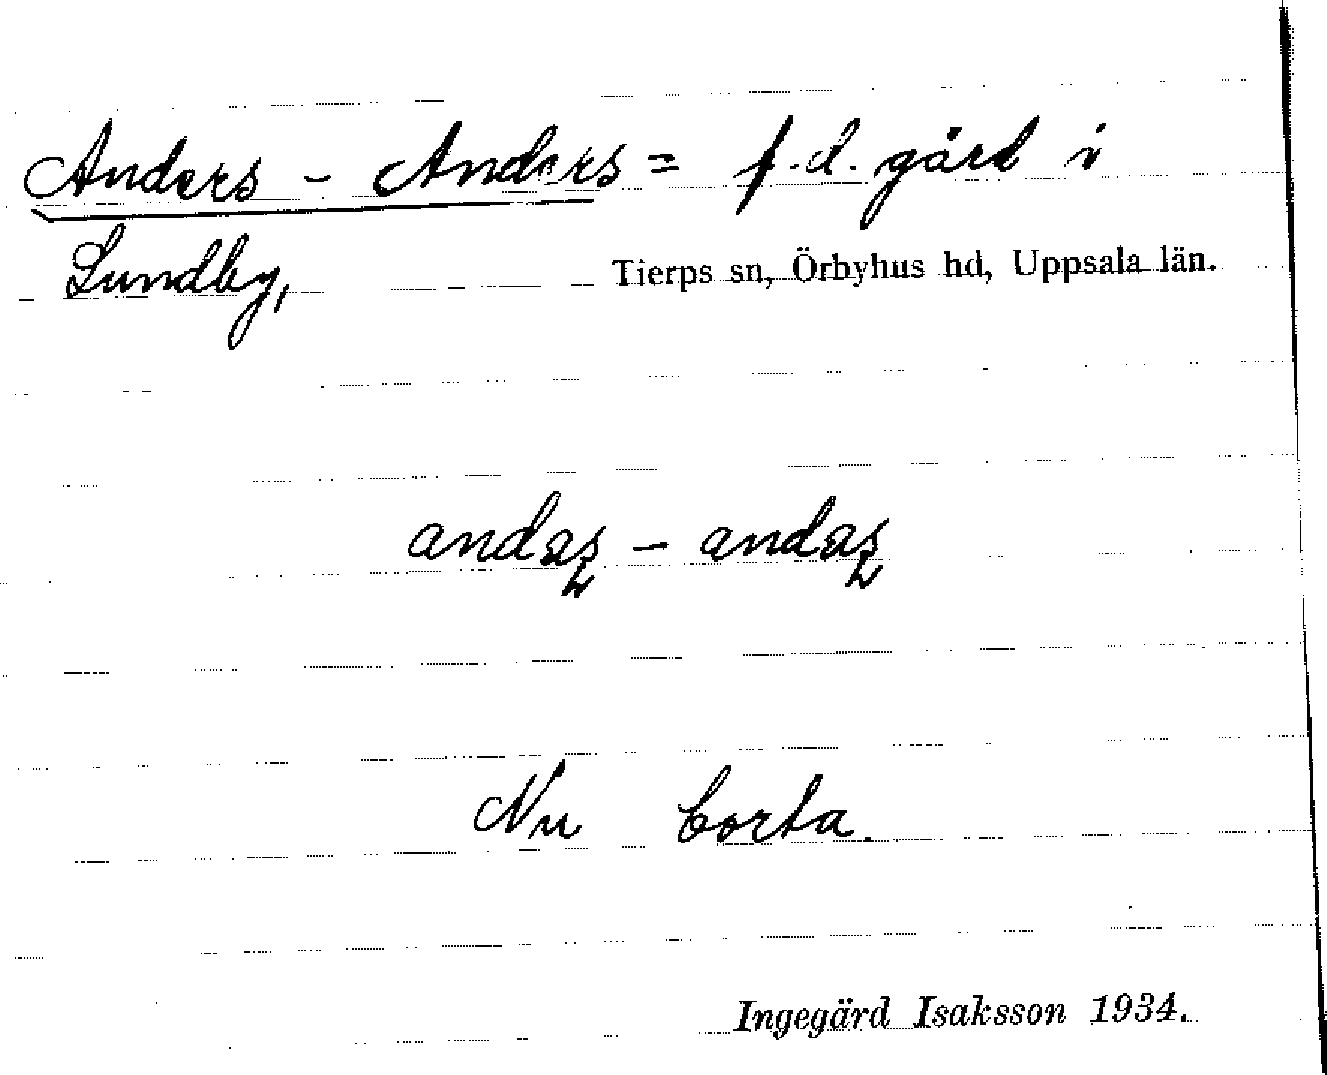 Anders - Anders = f.d. gård i
Lundby, Tierps sn, Örbyhus hd, Uppsala län.
andaʂ - andaʂ
Nu borta.
Ingegärd Isaksson 1934.